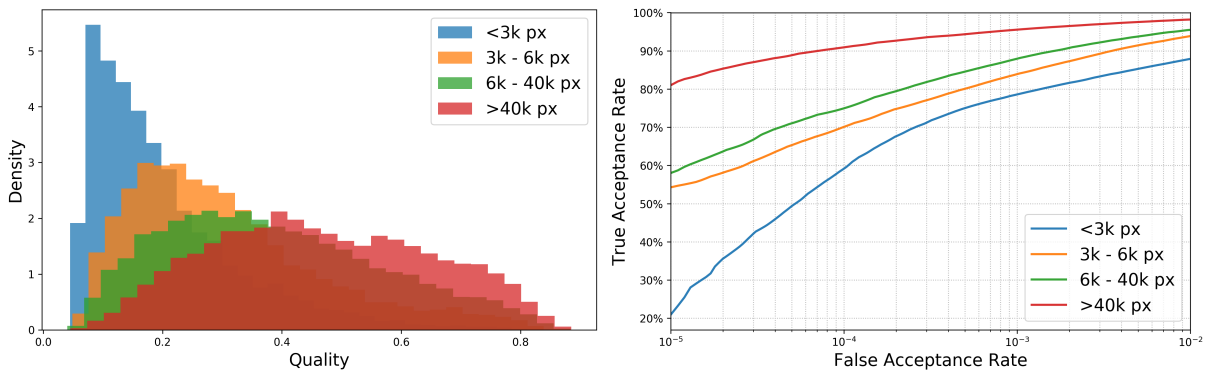 <3k px
3k - 6k px
6k - 40k px
>40k px
Density
5
4
3
2
1
0
0.0 0.2 0.4 0.6 0.8
Quality
True Acceptance Rate
100%
90%
80%
70%
60%
50%
40%
30%
20%
<3k px
3k - 6k px
6k - 40k px
>40k px
10⁻⁵ 10⁻⁴ 10⁻³ 10⁻²
False Acceptance Rate